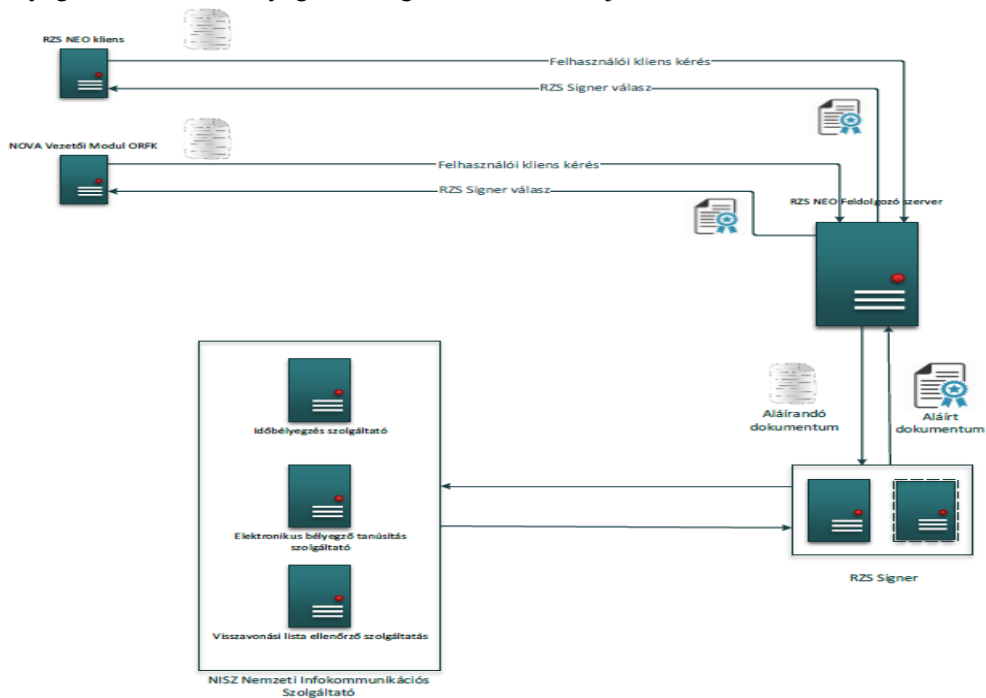 RZS NEO kliens
Felhasználói kliens kérés
RZS Signer válasz
NOVA Vezetői Modul ORFK
Felhasználói kliens kérés
RZS Signer válasz
RZS NEO Feldolgozó szerver
Aláírandó
dokumentum
Aláírt
dokumentum
Időbélyegzés szolgáltató
Elektronikus bélyegző tanúsítás
szolgáltató
Visszavonási lista ellenőrző szolgáltatás
RZS Signer
NISZ Nemzeti Infokommunikációs
Szolgáltató